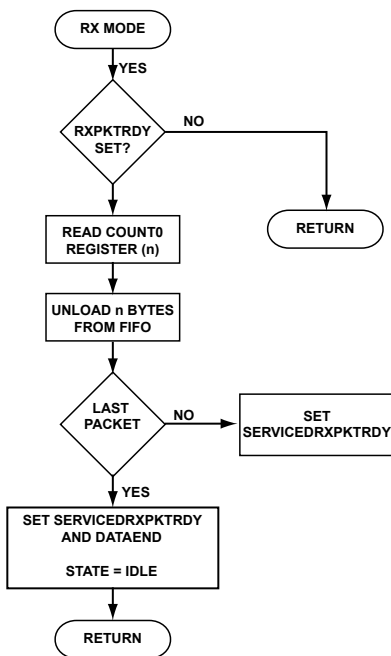 RX MODE
YES
RXPKTRDY
SET?
NO
RETURN
READ COUNT0
REGISTER (n)
UNLOAD n BYTES
FROM FIFO
LAST
PACKET
NO
SET
SERVICEDRXPKTRDY
YES
SET SERVICEDRXPKTRDY
AND DATAEND
STATE = IDLE
RETURN